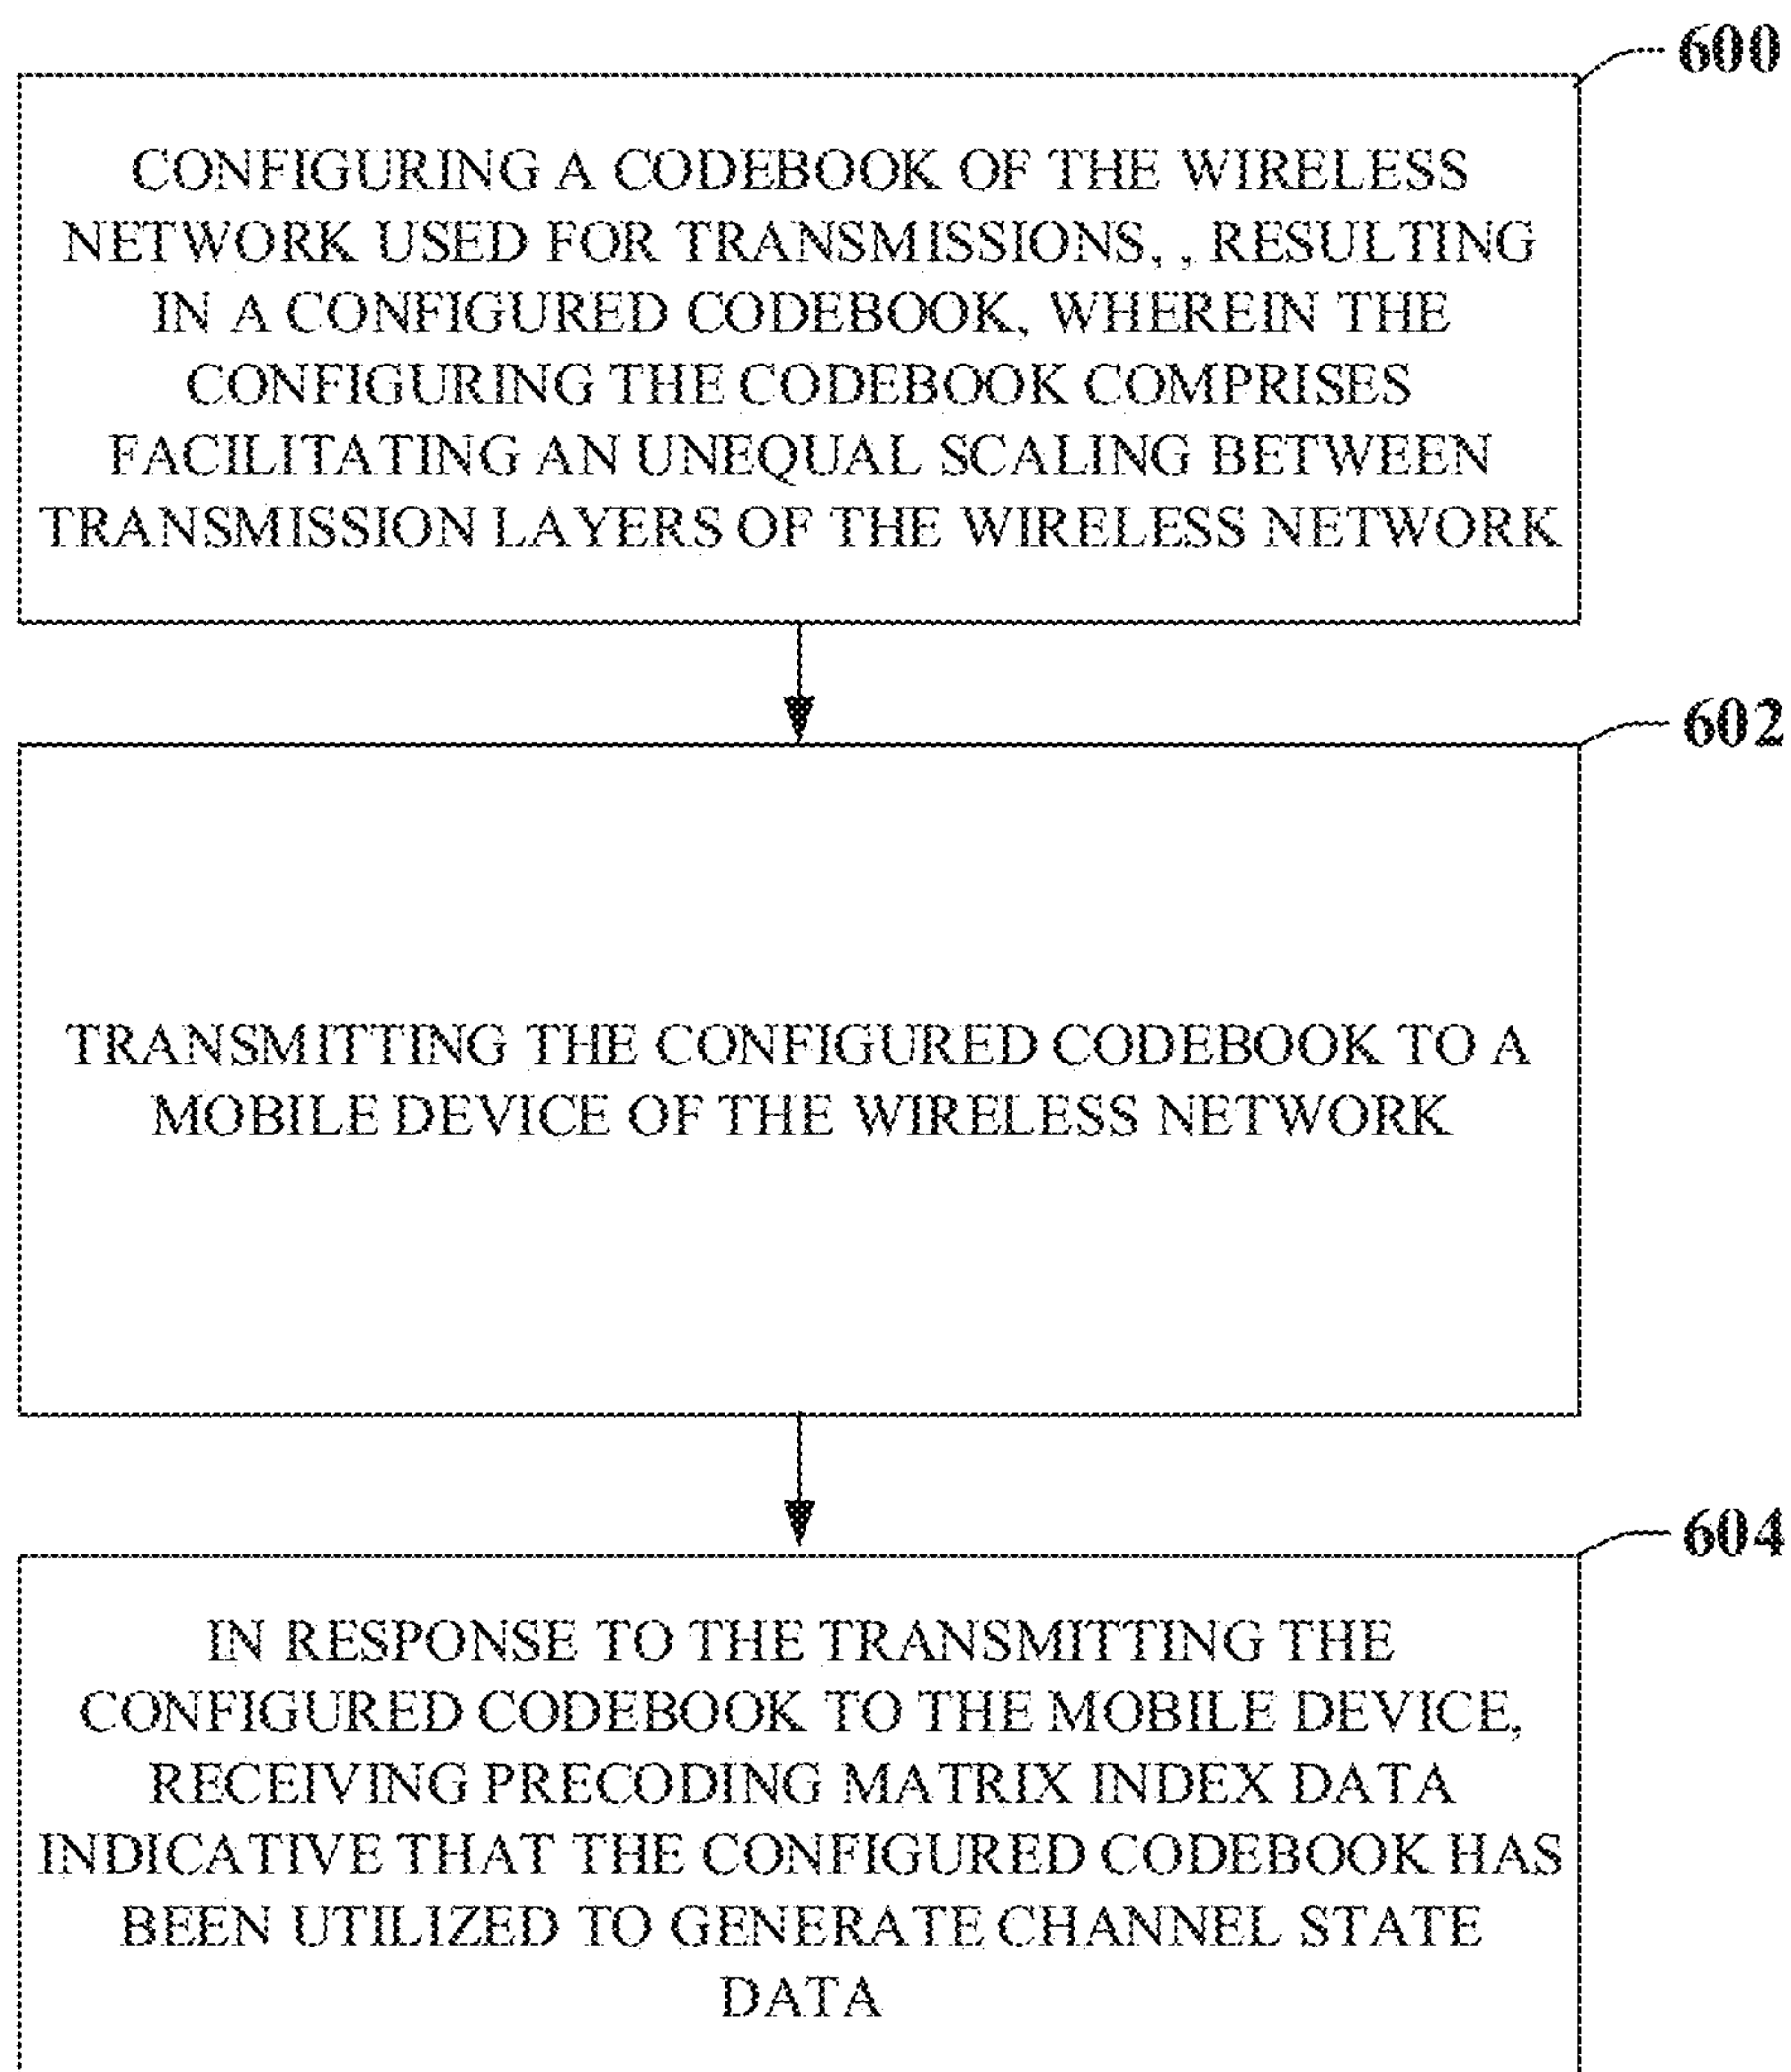 600
CONFIGURING A CODEBOOK OF THE WIRELESS
NETWORK USED FOR TRANSMISSIONS, , RESULTING
IN A CONFIGURED CODEBOOK, WHEREIN THE
CONFIGURING THE CODEBOOK COMPRISES
FACILITATING AN UNEQUAL SCALING BETWEEN
TRANSMISSION LAYERS OF THE WIRELESS NETWORK
602
TRANSMITTING THE CONFIGURED CODEBOOK TO A
MOBILE DEVICE OF THE WIRELESS NETWORK
604
IN RESPONSE TO THE TRANSMITTING THE
CONFIGURED CODEBOOK TO THE MOBILE DEVICE,
RECEIVING PRECODING MATRIX INDEX DATA
INDICATIVE THAT THE CONFIGURED CODEBOOK HAS
BEEN UTILIZED TO GENERATE CHANNEL STATE
DATA